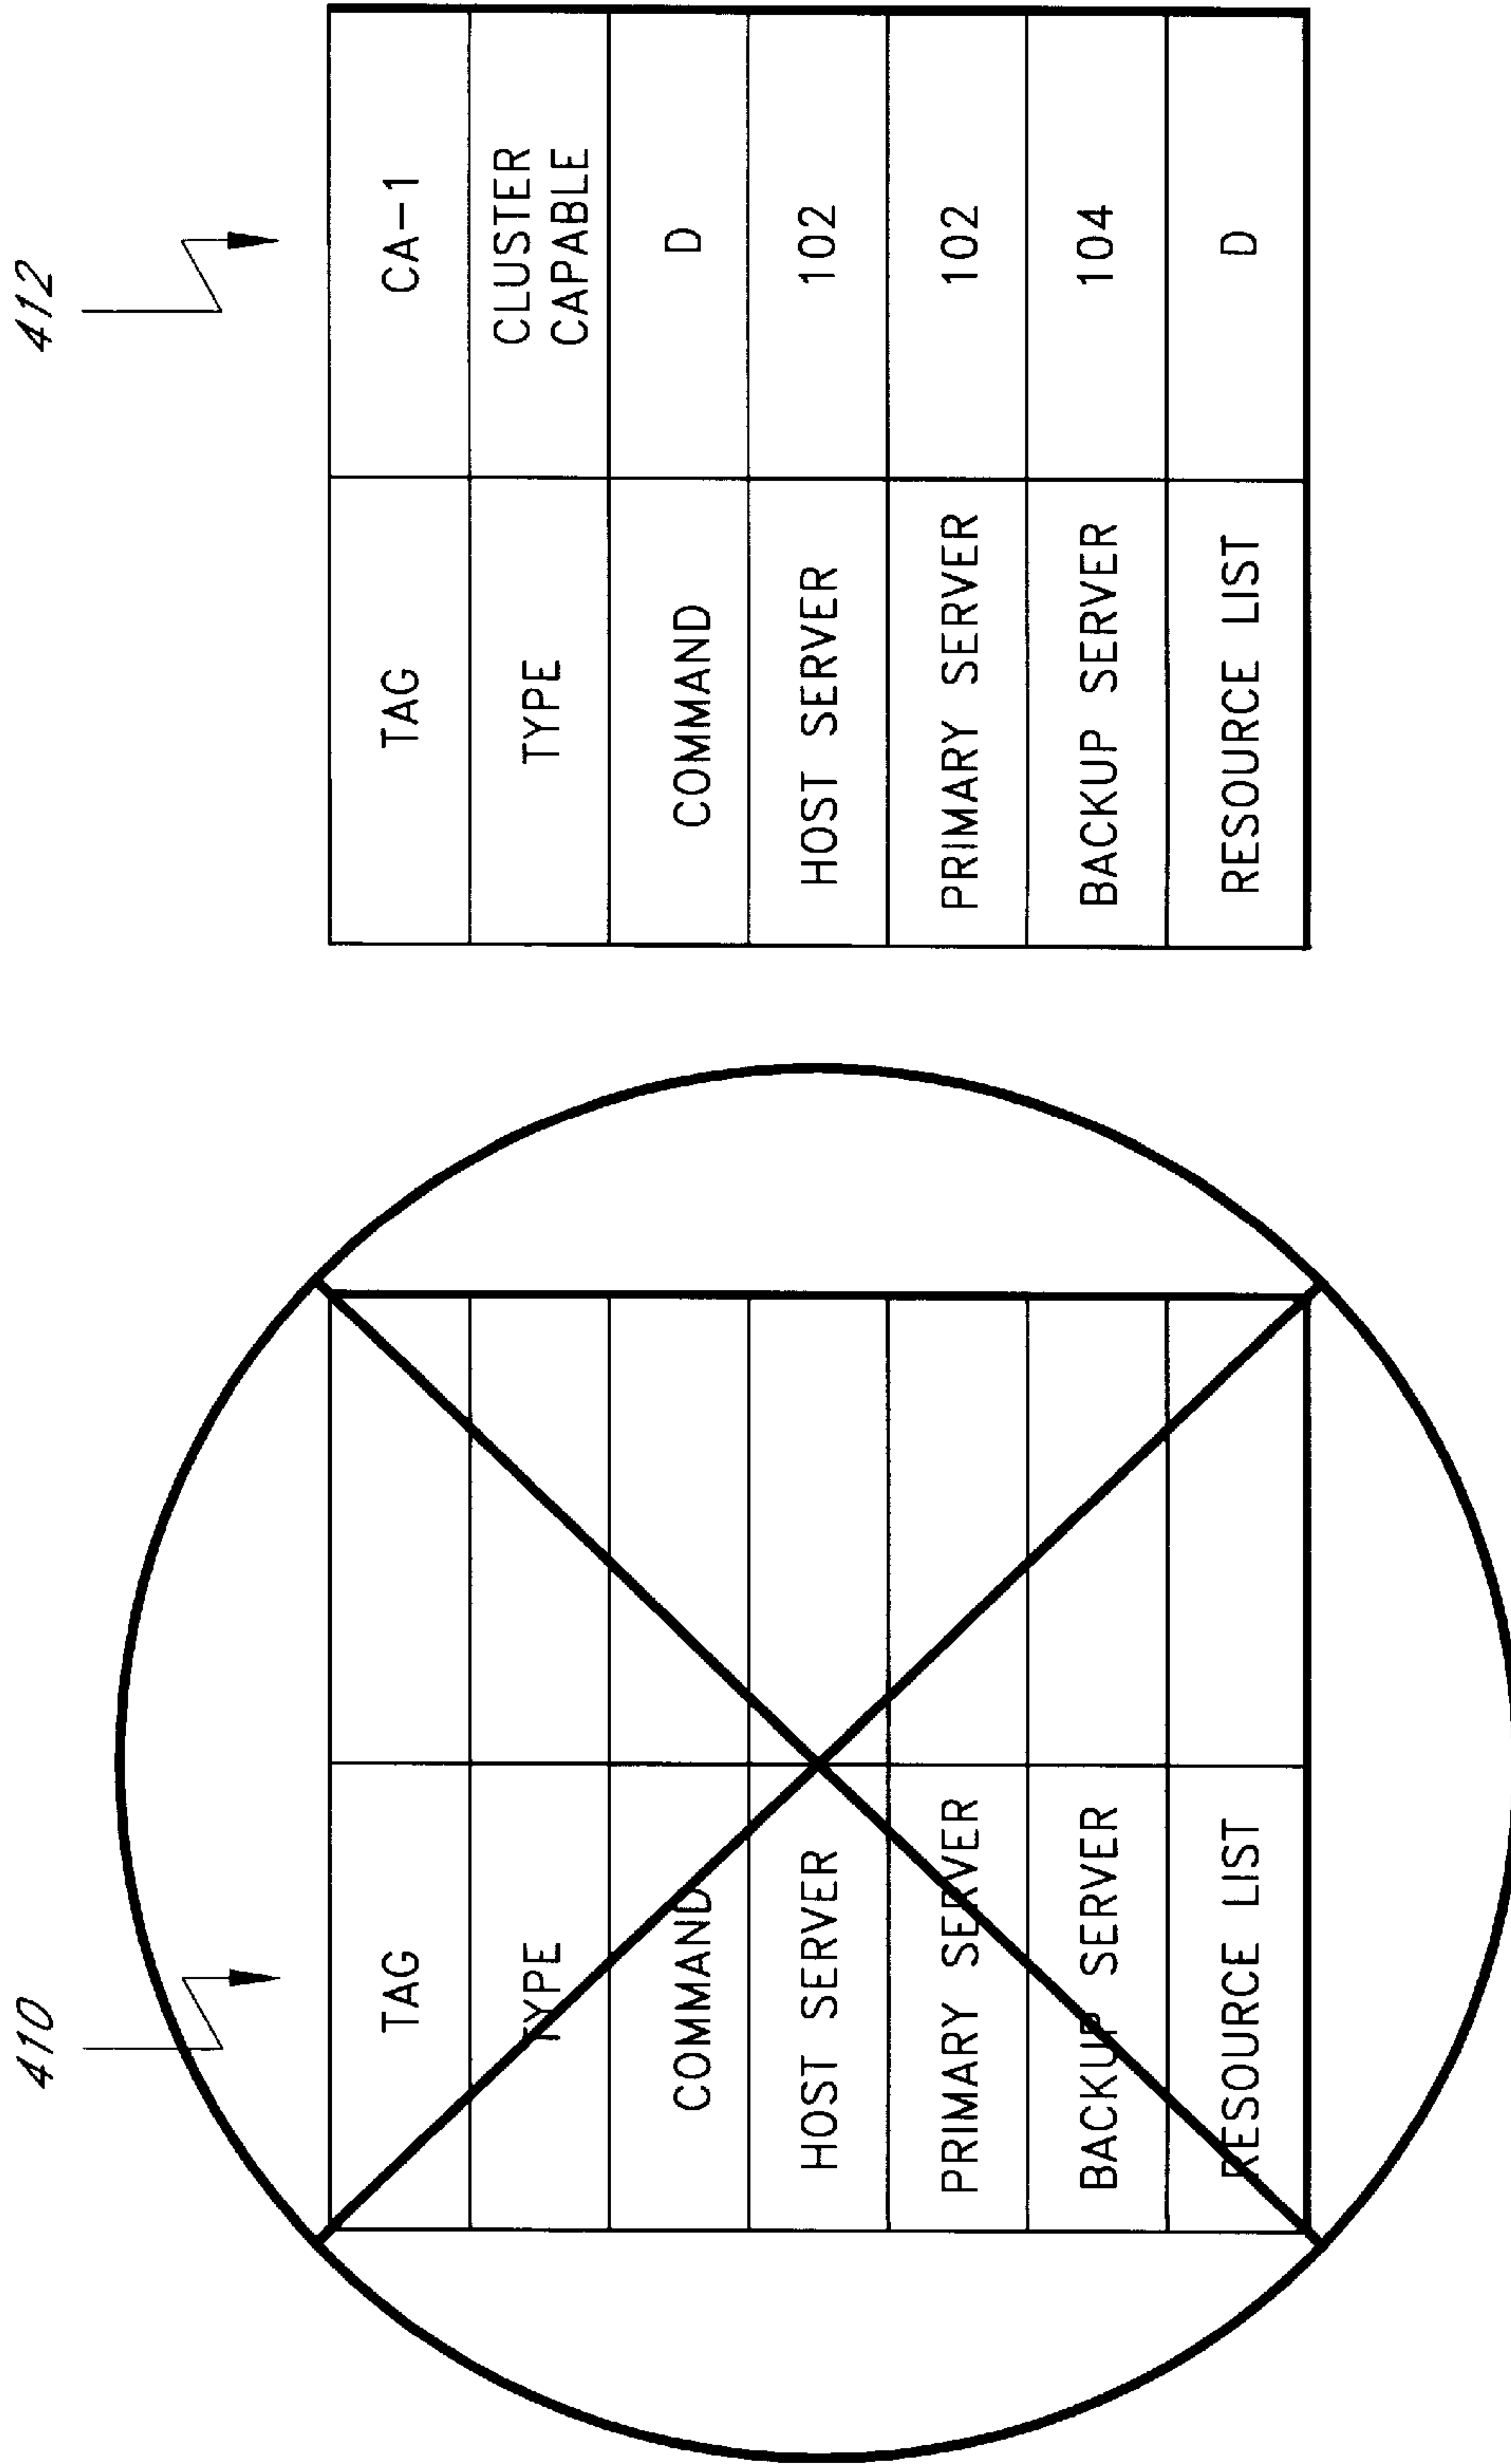 410
TAG
TYPE
COMMAND
HOST SERVER
PRIMARY SERVER
BACKUP SERVER
RESOURCE LIST
412
TAG CA-1
TYPE CLUSTER
CAPABLE
COMMAND D
HOST SERVER 102
PRIMARY SERVER 102
BACKUP SERVER 104
RESOURCE LIST D